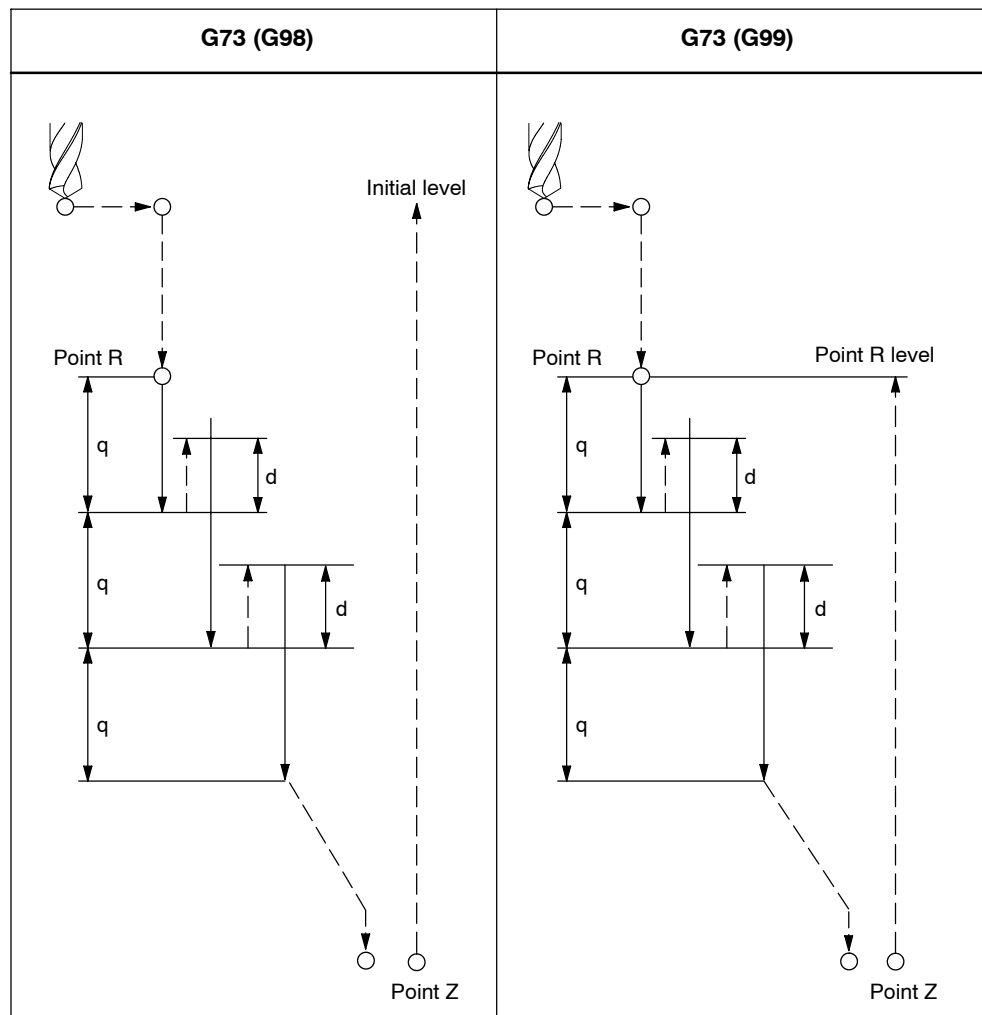 G73 (G98)
G73 (G99)
Initial level
Point R
q
d
q
d
q
Point Z
Point R
Point R level
q
d
q
d
q
Point Z